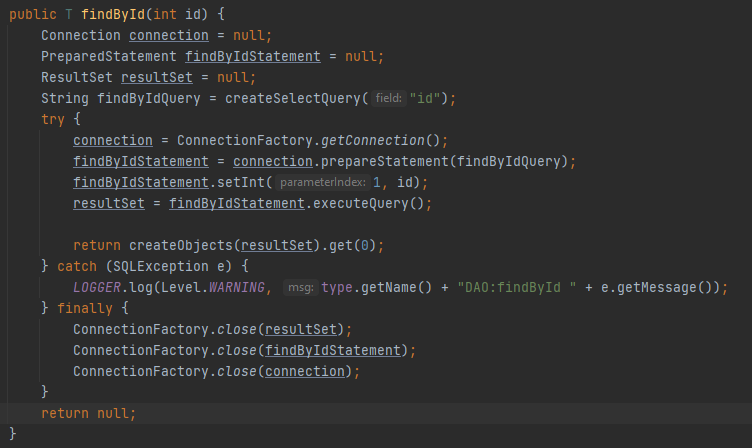 public T findById(int id) {
    Connection connection = null;
    PreparedStatement findByIdStatement = null;
    ResultSet resultSet = null;
    String findByIdQuery = createSelectQuery( field: "id");
    try {
        connection = ConnectionFactory.getConnection();
        findByIdStatement = connection.prepareStatement(findByIdQuery);
        findByIdStatement.setInt( parameterIndex: 1, id);
        resultSet = findByIdStatement.executeQuery();

        return createObjects(resultSet).get(0);
    } catch (SQLException e) {
        LOGGER.log(Level.WARNING, msg: type.getName() + "DAO:findById " + e.getMessage());
    } finally {
        ConnectionFactory.close(resultSet);
        ConnectionFactory.close(findByIdStatement);
        ConnectionFactory.close(connection);
    }
    return null;
}